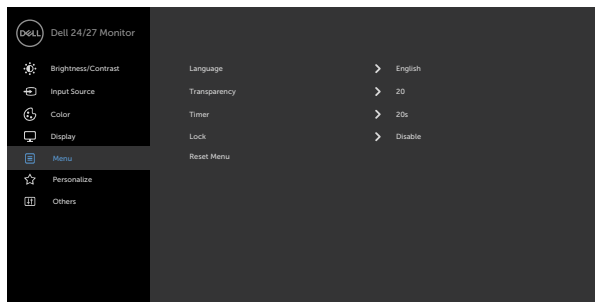 DELL Dell 24/27 Monitor
Brightness/Contrast Language English
Input Source Transparency 20
Color Timer 20s
Display Lock Disable
Menu Reset Menu
Personalize
Others